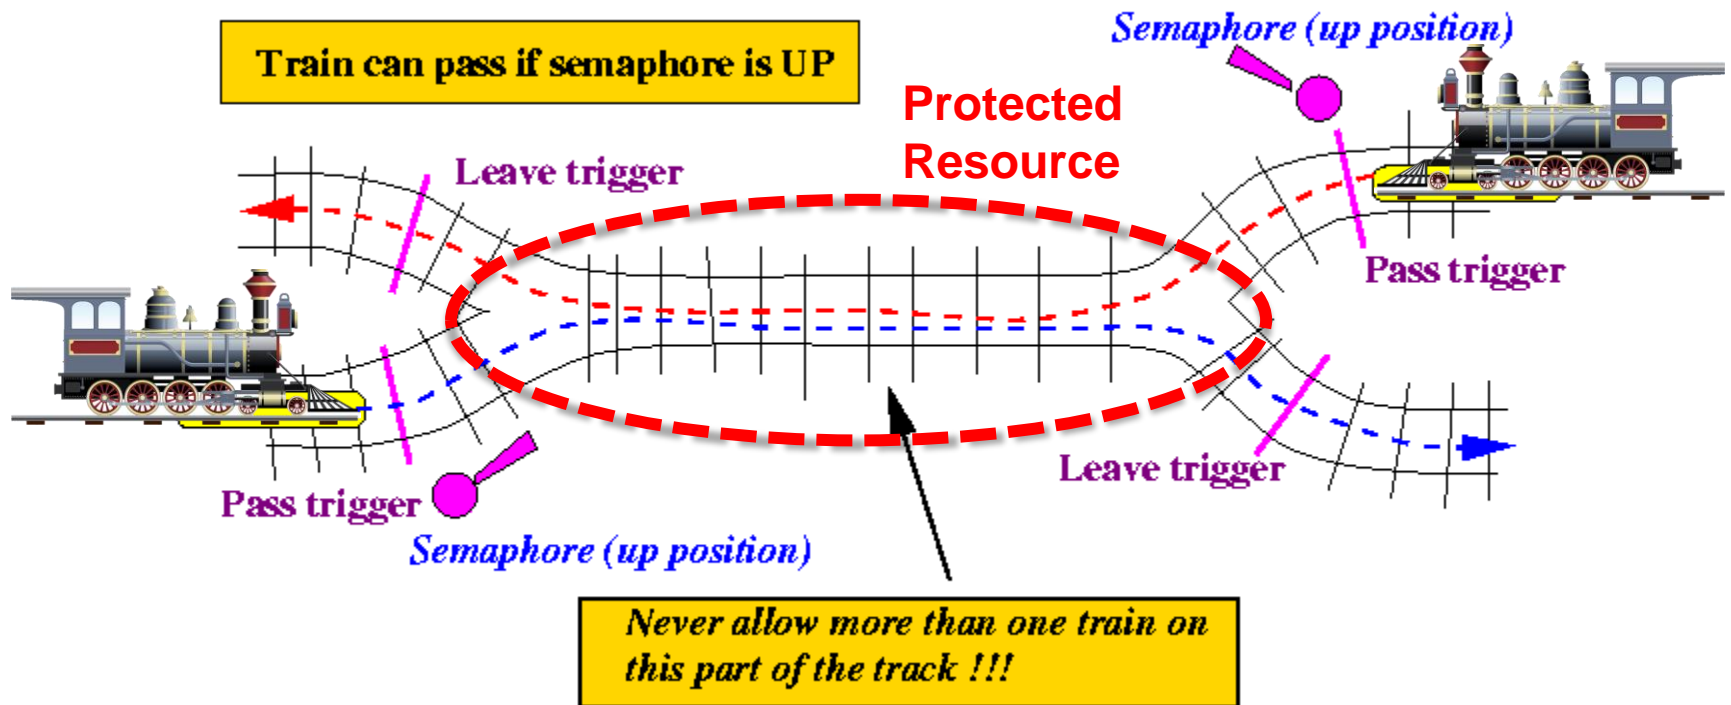 Semaphore (up position)
Train can pass if semaphore is UP
Protected
Resource
Leave trigger
Pass trigger
Leave trigger
Pass trigger
Semaphore (up position)
Never allow more than one train on
this part of the track !!!